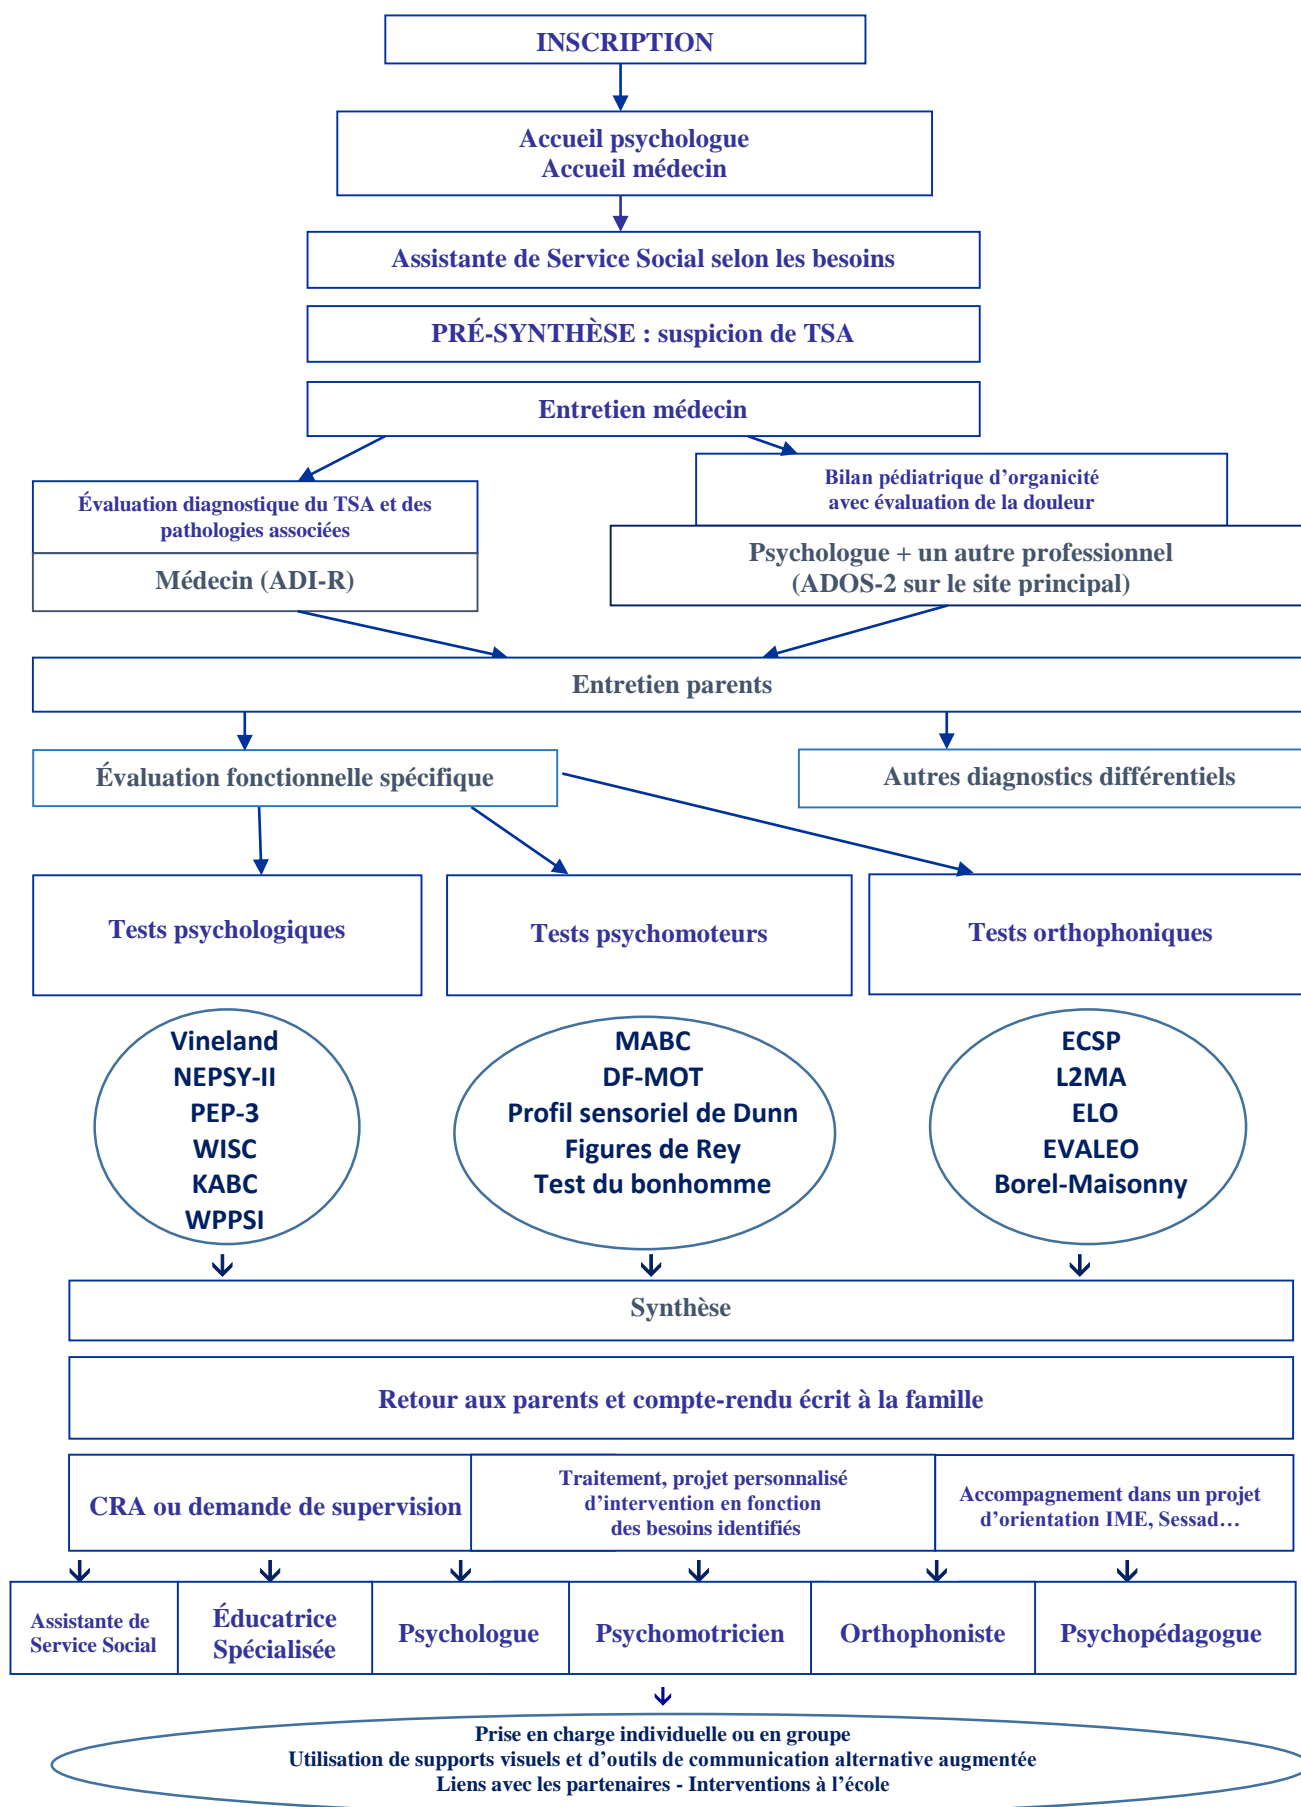 INSCRIPTION
Accueil psychologue
Accueil médecin
Assistante de Service Social selon les besoins
PRÉ-SYNTHÈSE : suspicion de TSA
Entretien médecin
Évaluation diagnostique du TSA et des
pathologies associées
Médecin (ADI-R)
Bilan pédiatrique d’organicité
avec évaluation de la douleur
Psychologue + un autre professionnel
(ADOS-2 sur le site principal)
Entretien parents
Évaluation fonctionnelle spécifique
Autres diagnostics différentiels
Tests psychologiques
Tests psychomoteurs
Tests orthophoniques
Vineland
NEPSY-II
PEP-3
WISC
KABC
WPPSI
MABC
DF-MOT
Profil sensoriel de Dunn
Figures de Rey
Test du bonhomme
ECSP
L2MA
ELO
EVALEO
Borel-Maisonny
Synthèse
Retour aux parents et compte-rendu écrit à la famille
CRA ou demande de supervision
Traitement, projet personnalisé
d’intervention en fonction
des besoins identifiés
Accompagnement dans un projet
d’orientation IME, Sessad…
Assistante de
Service Social
Éducatrice
Spécialisée
Psychologue
Psychomotricien
Orthophoniste
Psychopédagogue
Prise en charge individuelle ou en groupe
Utilisation de supports visuels et d’outils de communication alternative augmentée
Liens avec les partenaires - Interventions à l’école